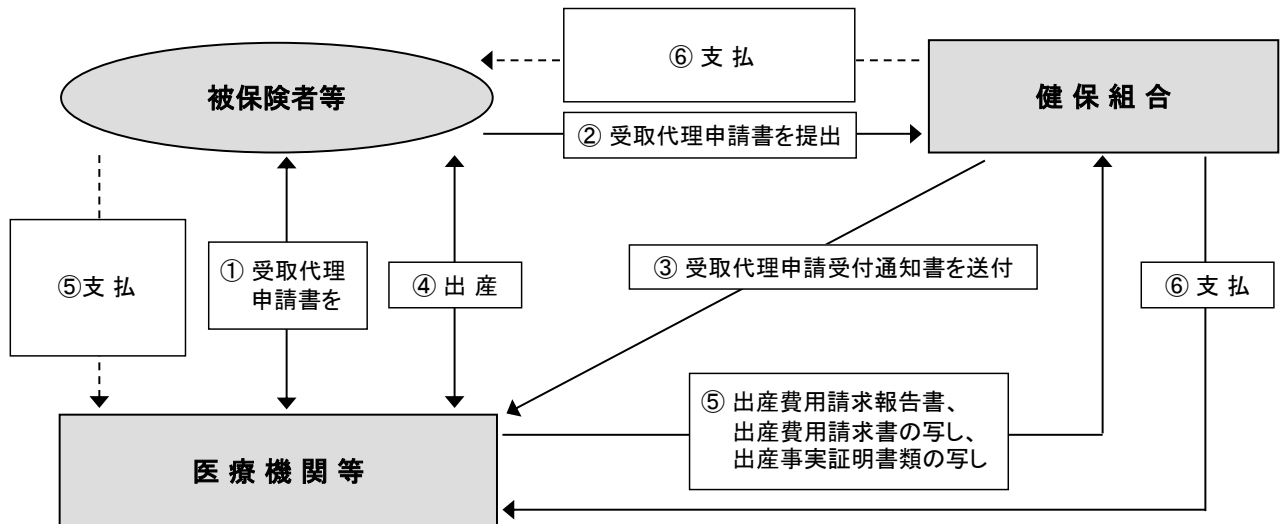 ⑥ 支 払
被保険者等
健 保 組 合
② 受取代理申請書を提出
⑤支 払
① 受取代理
申請書を
④ 出 産
③ 受取代理申請受付通知書を送付
⑥ 支 払
⑤ 出産費用請求報告書、
出産費用請求書の写し、
出産事実証明書類の写し
医 療 機 関 等